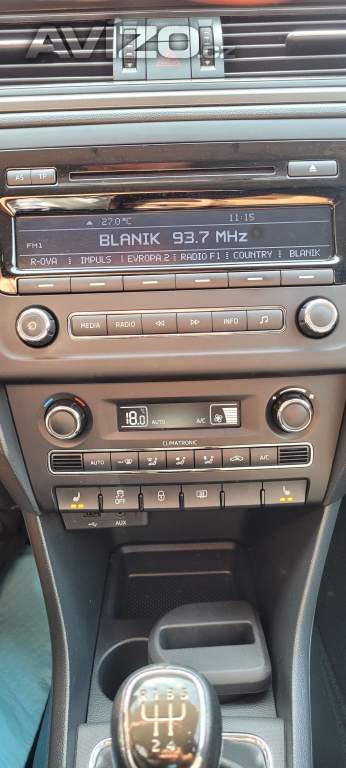 AVIZO.cz
AS TP
27.0°C 11:15
FM1 BLANIK 93.7 MHz
R-OVA IMPULS EVROPA 2 RADIO F1 COUNTRY BLANIK
MEDIA RADIO INFO
18.0 AUTO A/C
CLIMATRONIC
AUTO A/C
OFF
AUX
R 1 3 5
2 4